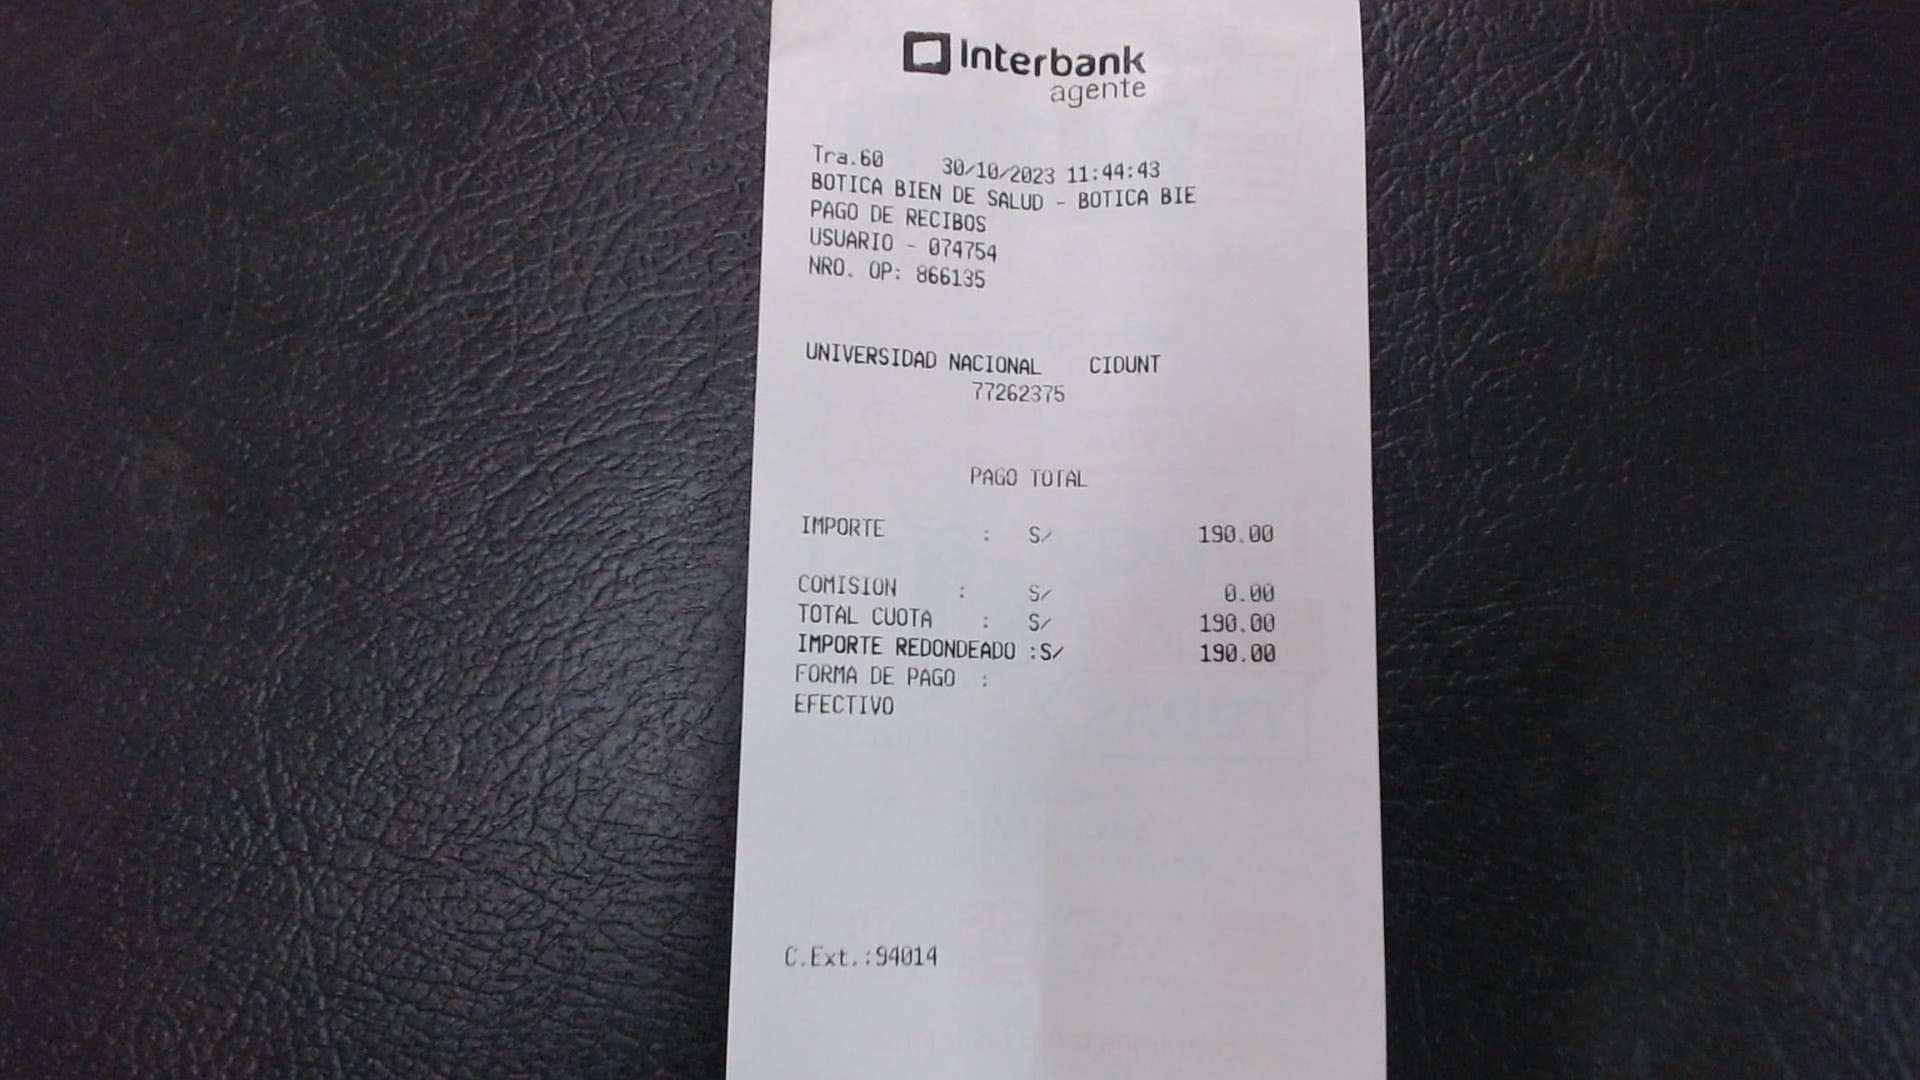 Interbank
agente
Tra.60 30/10/2023 11:44:43
BOTICA BIEN DE SALUD - BOTICA BIE
PAGO DE RECIBOS
USUARIO - 074754
NRO. OP: 866135
UNIVERSIDAD NACIONAL CIDUNT
77262375
PAGO TOTAL
IMPORTE : S/ 190.00
COMISION : S/ 0.00
TOTAL CUOTA : S/ 190.00
IMPORTE REDONDEADO :S/ 190.00
FORMA DE PAGO :
EFECTIVO
C.Ext.:94014